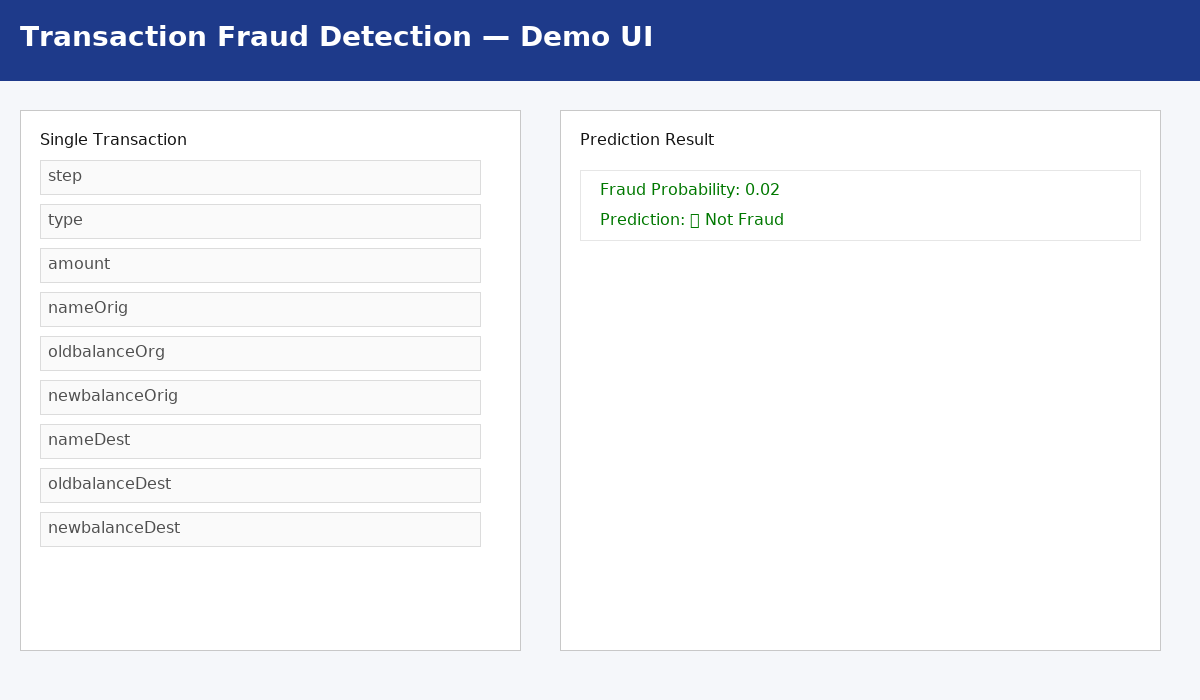 Transaction Fraud Detection — Demo UI
Single Transaction
step
type
amount
nameOrig
oldbalanceOrg
newbalanceOrig
nameDest
oldbalanceDest
newbalanceDest
Prediction Result
Fraud Probability: 0.02
Prediction: Not Fraud